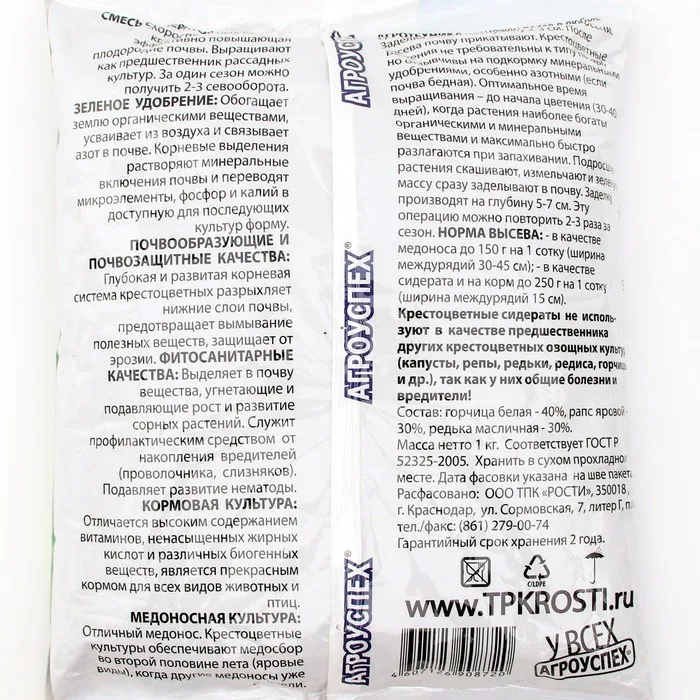 СМЕСЬ
эффективно повышающая
плодородие почвы. Выращивают
как предшественник рассадных
культур. За один сезон можно
получить 2-3 севооборота.
ЗЕЛЕНОЕ УДОБРЕНИЕ: Обогащает
землю органическими веществами,
усваивает из воздуха и связывает
азот в почве. Корневые выделения
растворяют минеральные
включения почвы и переводят
микроэлементы, фосфор и калий в
доступную для последующих
культур форму.
ПОЧВООБРАЗУЮЩИЕ И
ПОЧВОЗАЩИТНЫЕ КАЧЕСТВА:
Глубокая и развитая корневая
система крестоцветных разрыхляет
нижние слои почвы,
предотвращает вымывание
полезных веществ, защищает от
эрозии. ФИТОСАНИТАРНЫЕ
КАЧЕСТВА: Выделяет в почву
вещества, угнетающие и
подавляющие рост и развитие
сорных растений. Служит
профилактическим средством от
накопления вредителей
(проволочника, слизняков).
Подавляет развитие нематоды.
КОРМОВАЯ КУЛЬТУРА:
Отличается высоким содержанием
витаминов, ненасыщенных жирных
кислот и различных биогенных
веществ, является прекрасным
кормом для всех видов животных и
птиц.
МЕДОНОСНАЯ КУЛЬТУРА:
Отличный медонос. Крестоцветные
культуры обеспечивают медосбор
во второй половине лета (яровые
виды), когда другие медоносы уже
АГРОУСПЕХ
АГРОУСПЕХ®
АГРОУСПЕХ®
После
посева почву прикатывают. Крестоцветные
но отзывчивы на подкормку минеральными
удобрениями, особенно азотными (если
почва бедная). Оптимальное время
выращивания – до начала цветения (30-40
дней), когда растения наиболее богаты
органическими и минеральными
веществами и максимально быстро
разлагаются при запахивании. Подросшие
растения скашивают, измельчают и зеленую
массу сразу заделывают в почву. Заделку
производят на глубину 5-7 см. Эту
операцию можно повторить 2-3 раза за
сезон. НОРМА ВЫСЕВА: - в качестве
медоноса до 150 г на 1 сотку (ширина
междурядий 30-45 см); - в качестве
сидерата и на корм до 250 г на 1 сотку
(ширина междурядий 15 см).
Крестоцветные сидераты не исполь-
зуют в качестве предшественника
других крестоцветных овощных культур
(капусты, репы, редьки, редиса, горчицы
и др.), так как у них общие болезни и
вредители!
Состав: горчица белая - 40%, рапс яровой -
30%, редька масличная - 30%.
Масса нетто 1 кг. Соответствует ГОСТ Р
52325-2005. Хранить в сухом прохладном
месте. Дата фасовки указана на шве пакета
Расфасовано: ООО ТПК «РОСТИ», 350018,
г. Краснодар, ул. Сормовская, 7, литер Г,
тел./факс: (861) 279-00-74
Гарантийный срок хранения 2 года.
C/LDPE
www.TPKROSTI.ru
4607126908720
У ВСЕХ
АГРОУСПЕХ®